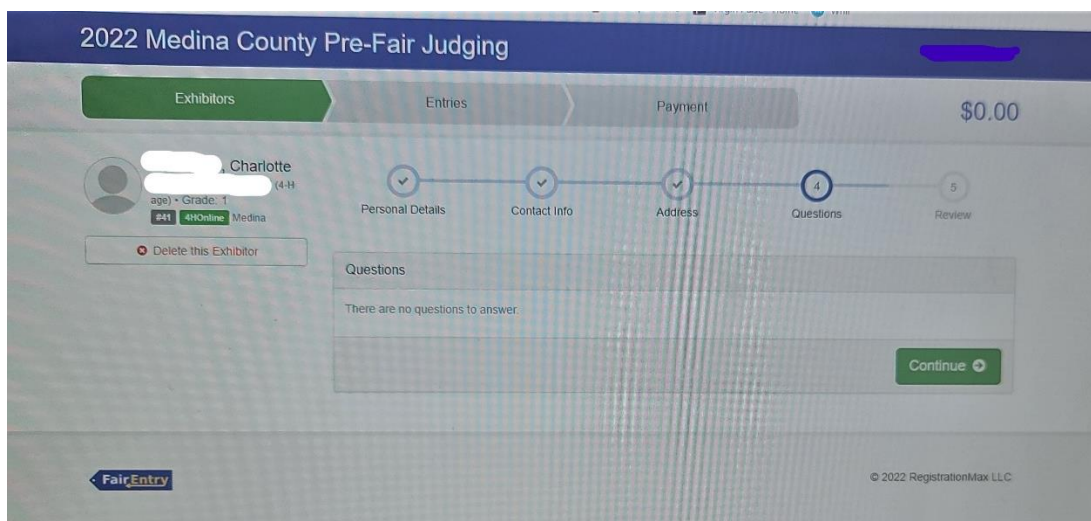 2022 Medina County Pre-Fair Judging
Exhibitors
Entries
Payment
$0.00
Charlotte
(4-H
age) • Grade: 1
#41 4HOnline Medina
Delete this Exhibitor
Personal Details
Contact Info
Address
4
Questions
5
Review
Questions
There are no questions to answer.
Continue
FairEntry
© 2022 RegistrationMax LLC